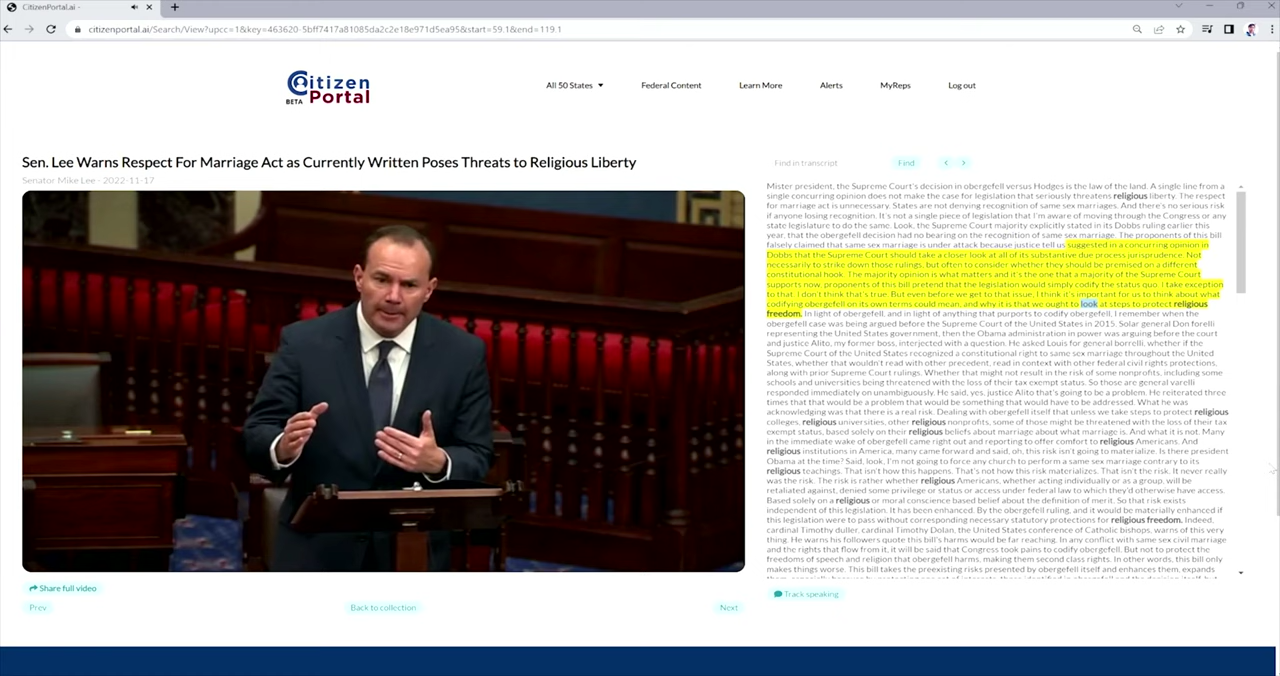 CitizenPortal.ai -
citizenportal.ai/Search/View?upcc=1&key=463620-5bff7417a81085da2c2e18e971d5ea95&start=59.1&end=119.1
Citizen
BETA Portal
All 50 States
Federal Content
Learn More
Alerts
MyReps
Log out
Sen. Lee Warns Respect For Marriage Act as Currently Written Poses Threats to Religious Liberty
Senator Mike Lee - 2022-11-17
Share full video
Prev
Back to collection
Next
Find in transcript
Find
Mister president, the Supreme Court's decision in obergefell versus Hodges is the law of the land. A single line from a
single concurring opinion does not make the case for legislation that seriously threatens religious liberty. The respect
for marriage act is unnecessary. States are not denying recognition of same sex marriages. And there's no serious risk
if anyone losing recognition. It's not a single piece of legislation that I'm aware of moving through the Congress or any
state legislature to do the same. Look, the Supreme Court majority explicitly stated in its Dobbs ruling earlier this
year, that the obergefell decision had no bearing on the recognition of same sex marriage. The proponents of this bill
falsely claimed that same sex marriage is under attack because justice tell us suggested in a concurring opinion in
Dobbs that the Supreme Court should take a closer look at all of its substantive due process jurisprudence. Not
necessarily to strike down those rulings, but often to consider whether they should be premised on a different
constitutional hook. The majority opinion is what matters and it's the one that a majority of the Supreme Court
supports now, proponents of this bill pretend that the legislation would simply codify the status quo. I take exception
to that. I don't think that's true. But even before we get to that issue, I think it's important for us to think about what
codifying obergefell on its own terms could mean, and why it is that we ought to look at steps to protect religious
freedom. In light of obergefell, and in light of anything that purports to codify obergefell, I remember when the
obergefell case was being argued before the Supreme Court of the United States in 2015. Solar general Don forelli
representing the United States government, then the Obama administration in power was arguing before the court
and justice Alito, my former boss, interjected with a question. He asked Louis for general borrelli, whether if the
Supreme Court of the United States recognized a constitutional right to same sex marriage throughout the United
States, whether that wouldn't read with other precedent, read in context with other federal civil rights protections,
along with prior Supreme Court rulings. Whether that might not result in the risk of some nonprofits, including some
schools and universities being threatened with the loss of their tax exempt status. So those are general varelli
responded immediately on unambiguously. He said, yes, justice Alito that's going to be a problem. He reiterated three
times that that would be a problem that would be something that would have to be addressed. What he was
acknowledging was that there is a real risk. Dealing with obergefell itself that unless we take steps to protect religious
colleges, religious universities, other religious nonprofits, some of those might be threatened with the loss of their tax
exempt status, based solely on their religious beliefs about marriage about what marriage is. And what it is not. Many
in the immediate wake of obergefell came right out and reporting to offer comfort to religious Americans. And
religious institutions in America, many came forward and said, oh, this risk isn't going to materialize. Is there president
Obama at the time? Said, look, I'm not going to force any church to perform a same sex marriage contrary to its
religious teachings. That isn't how this happens. That's not how this risk materializes. That isn't the risk. It never really
was the risk. The risk is rather whether religious Americans, whether acting individually or as a group, will be
retaliated against, denied some privilege or status or access under federal law to which they'd otherwise have access.
Based solely on a religious or moral conscience based belief about the definition of merit. So that risk exists
independent of this legislation. It has been enhanced. By the obergefell ruling, and it would be materially enhanced if
this legislation were to pass without corresponding necessary statutory protections for religious freedom. Indeed,
cardinal Timothy duller, cardinal Timothy Dolan, the United States conference of Catholic bishops, warns of this very
thing. He warns his followers quote this bill's harms would be far reaching. In any conflict with same sex civil marriage
and the rights that flow from it, it will be said that Congress took pains to codify obergefell. But not to protect the
freedoms of speech and religion that obergefell harms, making them second class rights. In other words, this bill only
makes things worse. This bill takes the preexisting risks presented by obergefell itself and enhances them, expands
Track speaking